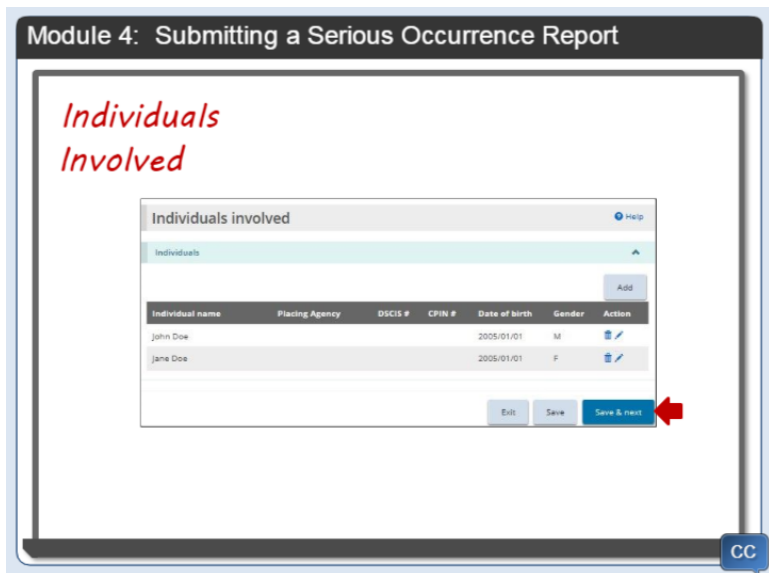 Module 4: Submitting a Serious Occurrence Report
Individuals
Involved
Individuals involved
Help
Individuals
Add
Individual name Placing Agency DSCIS # CPIN # Date of birth Gender Action
John Doe 2005/01/01 M
Jane Doe 2005/01/01 F
Exit Save Save & next
CC